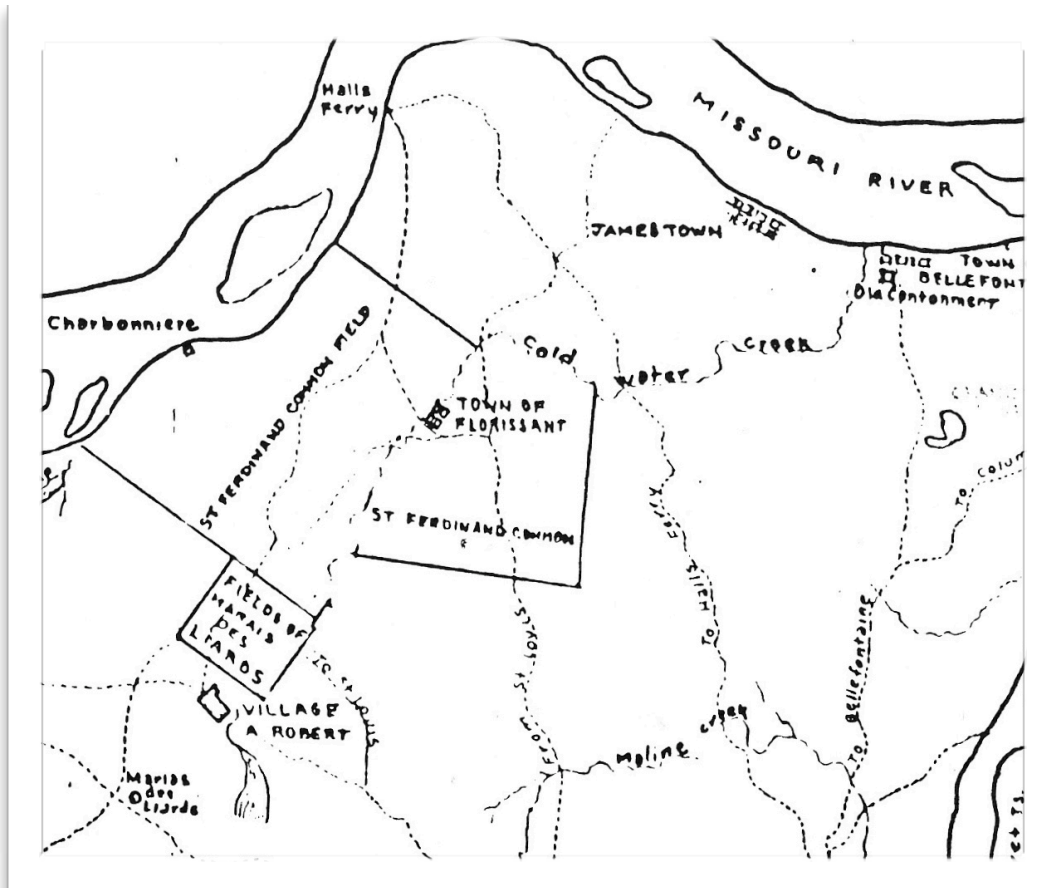 Halls
Ferry
MISSOURI RIVER
JAMESTOWN
TOWN
BELLEFONT
Old Cantonment
Charbonniere
Cold
Water
Creek
ST FERDINAND COMMON FIELD
TOWN OF
FLORISSANT
ST FERDINAND COMMON
TO Colum
TO HALLS FERRY
FROM ST LOUIS
TO BELLEfontaine
FIELDS OF
MARAIS
DES
LIARDS
TO ST LOUIS
VILLAGE
A ROBERT
Marias
des
Liards
Maline Creek